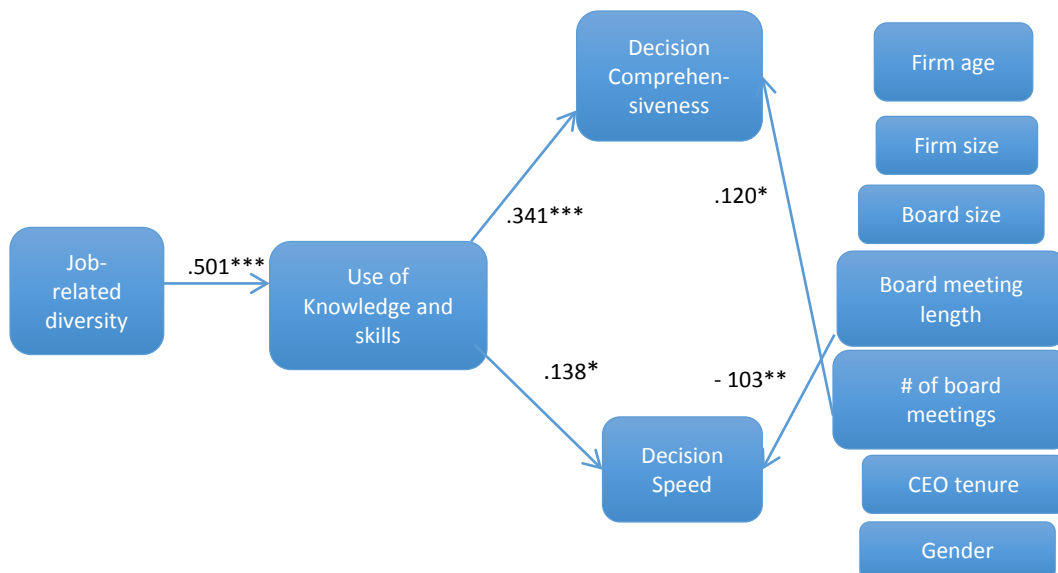 Job-
related
diversity
.501***
Use of
Knowledge and
skills
.341***
.138*
Decision
Comprehen-
siveness
Decision
Speed
.120*
- 103**
Firm age
Firm size
Board size
Board meeting
length
# of board
meetings
CEO tenure
Gender